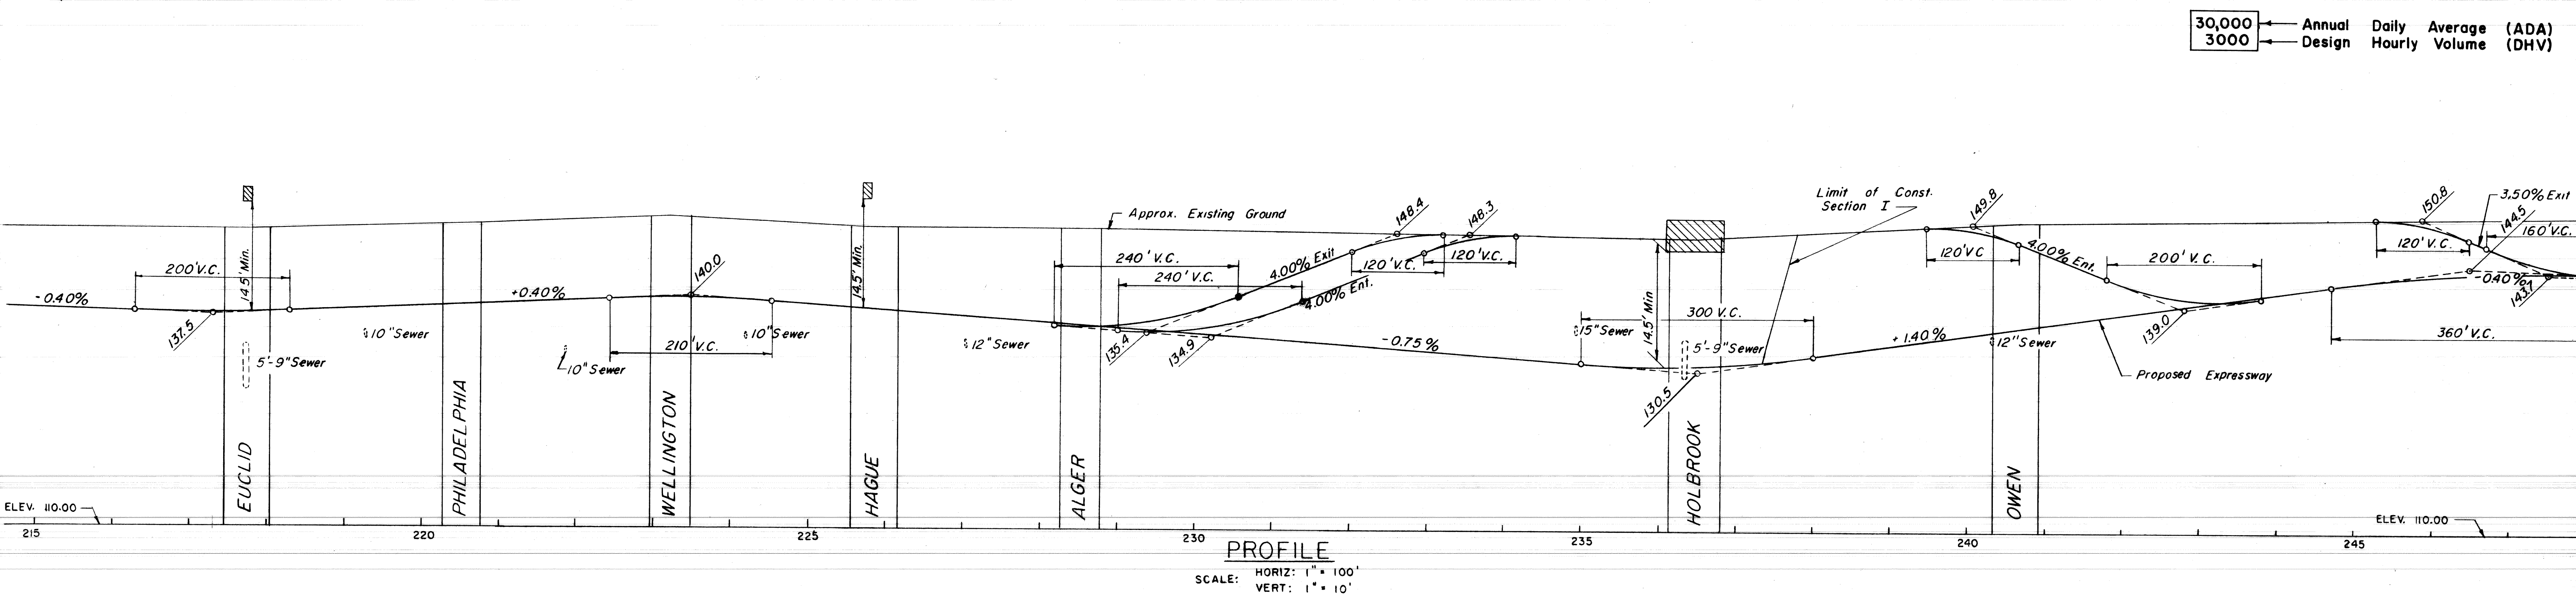 30,000 Annual Daily Average (ADA)
3000 Design Hourly Volume (DHV)
Limit of Const.
Section I
149.8
150.8
3.50% Exit
144.5
160' V.C.
Approx. Existing Ground
148.4
148.3
14.5' Min.
14.5' Min.
200' V.C.
140.0
240' V.C.
240' V.C.
4.00% Exit
4.00% Ent.
120' V.C.
120' V.C.
120' V.C
4.00% Ent.
200' V.C.
120' V.C.
-0.40%
143.7
-0.40%
+0.40%
137.5
10" Sewer
5'-9" Sewer
10" Sewer
210' V.C.
10" Sewer
12" Sewer
135.4
134.9
-0.75%
15" Sewer
14.5' Min
300 V.C.
5'-9" Sewer
130.5
+1.40%
139.0
12" Sewer
360' V.C.
Proposed Expressway
EUCLID
PHILADELPHIA
WELLINGTON
HAGUE
ALGER
HOLBROOK
OWEN
ELEV. 110.00
ELEV. 110.00
215 220 225 230 235 240 245
PROFILE
SCALE: HORIZ: 1" = 100'
VERT: 1" = 10'